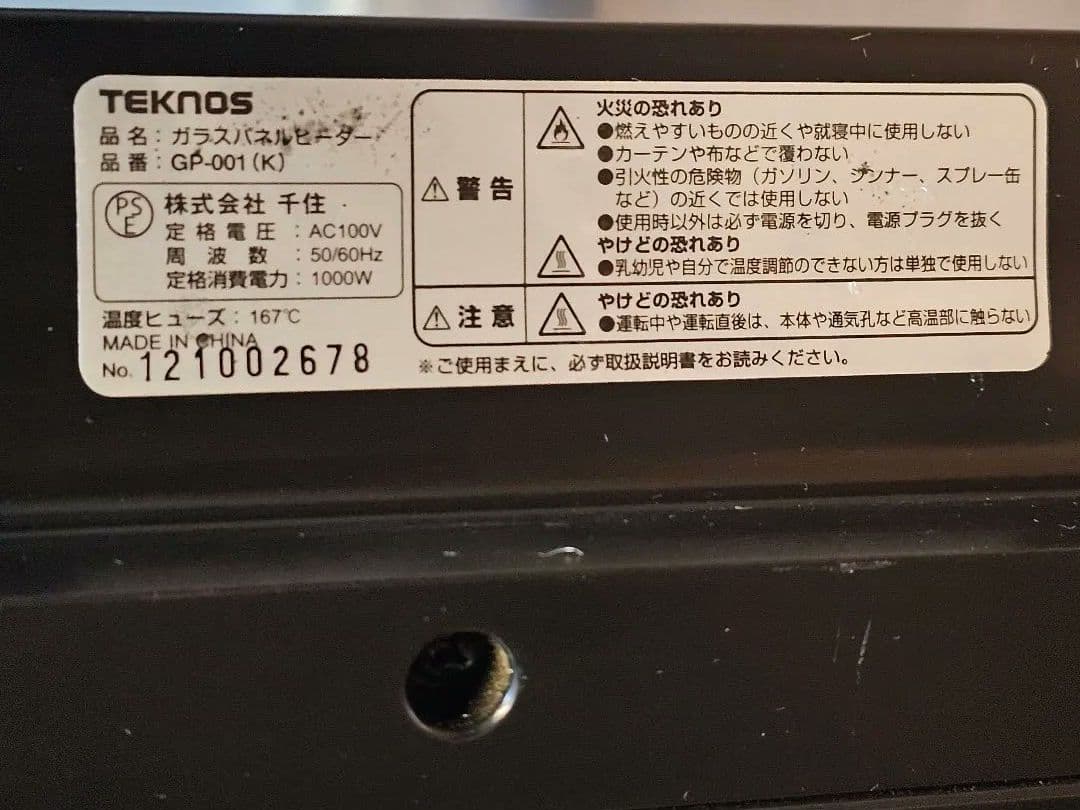 TEKNOS
品名：ガラスパネルヒーター
品番：GP-001(K)
PSE
株式会社 千住
定格電圧：AC100V
周波数：50/60Hz
定格消費電力：1000W
温度ヒューズ：167℃
MADE IN CHINA
No. 121002678
⚠警告
火災の恐れあり
●燃えやすいものの近くや就寝中に使用しない
●カーテンや布などで覆わない
●引火性の危険物（ガソリン、シンナー、スプレー缶
など）の近くでは使用しない
●使用時以外は必ず電源を切り、電源プラグを抜く
やけどの恐れあり
●乳幼児や自分で温度調節のできない方は単独で使用しない
⚠注意
やけどの恐れあり
●運転中や運転直後は、本体や通気孔など高温部に触らない
※ご使用まえに、必ず取扱説明書をお読みください。